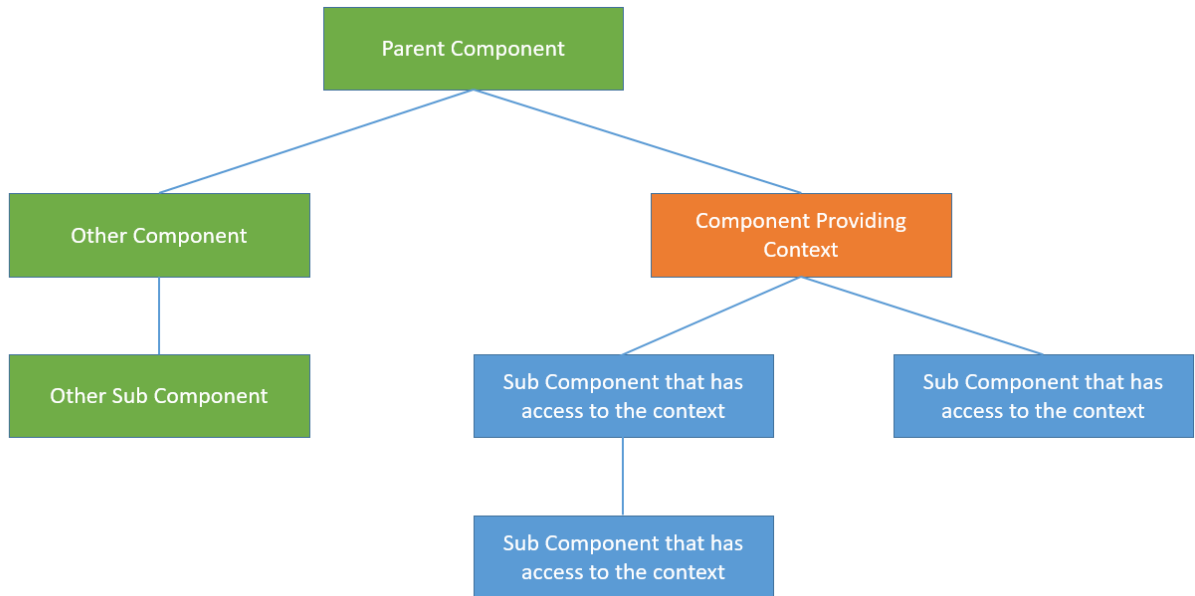 Parent Component
Other Component
Component Providing
Context
Other Sub Component
Sub Component that has
access to the context
Sub Component that has
access to the context
Sub Component that has
access to the context